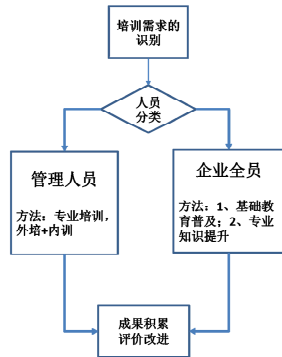 培训需求的
识别
人员
分类
管理人员
方法：专业培训，
外培+内训
企业全员
方法：1、基础教
育普及；2、专业
知识提升
成果积累
评价改进